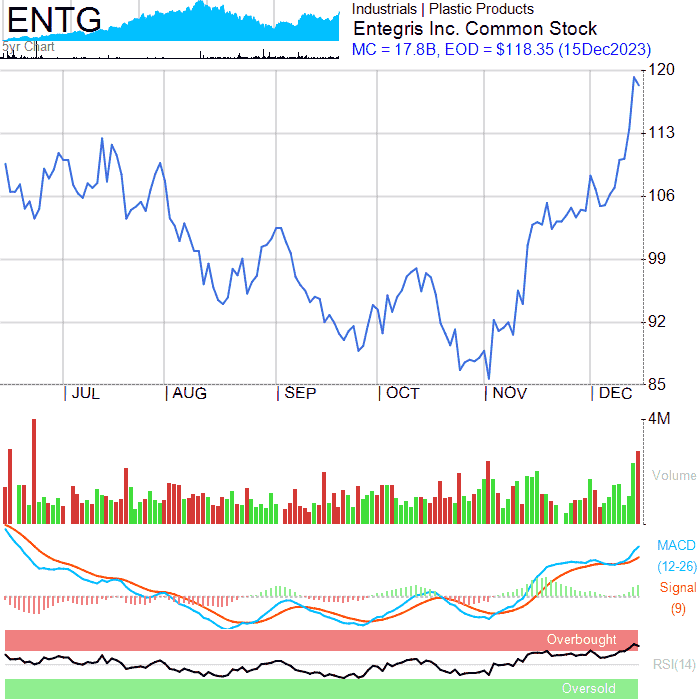 ENTG
5yr Chart
Industrials | Plastic Products
Entegris Inc. Common Stock
MC = 17.8B, EOD = $118.35 (15Dec2023)
120
113
106
99
92
85
| JUL | AUG | SEP | OCT | NOV | DEC
4M
Volume
MACD
(12-26)
Signal
(9)
Overbought
RSI(14)
Oversold